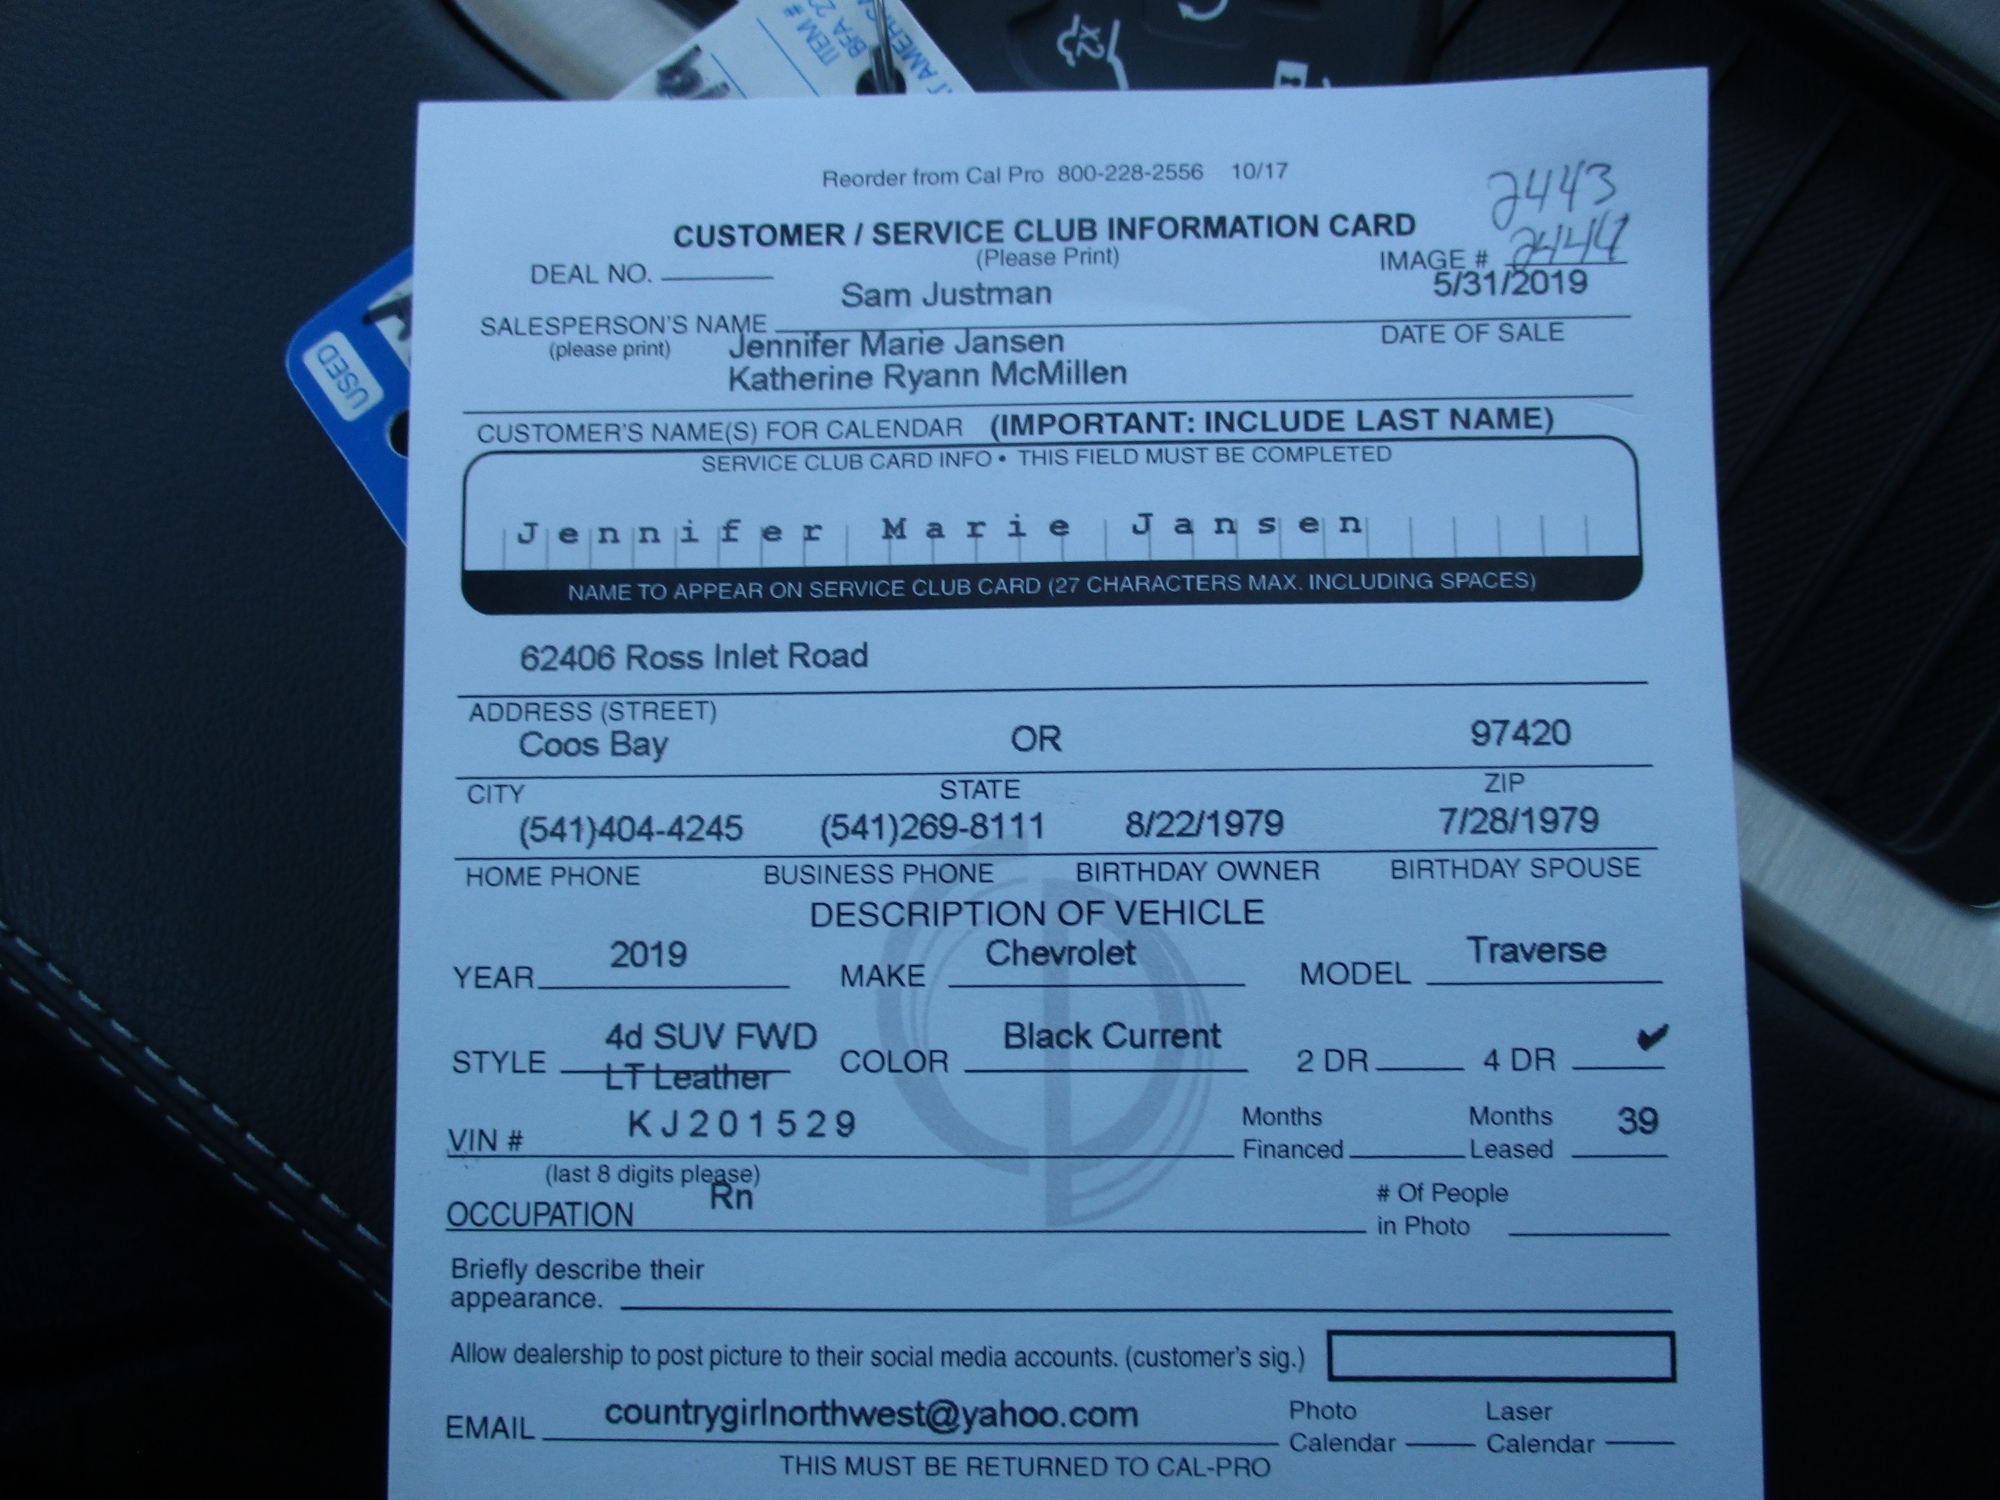 ITEM #
BFA 2
T AMERICA
X2
USED
Reorder from Cal Pro 800-228-2556 10/17
2443
CUSTOMER / SERVICE CLUB INFORMATION CARD
(Please Print)
DEAL NO.
IMAGE # 2444
Sam Justman 5/31/2019
SALESPERSON'S NAME DATE OF SALE
(please print)
Jennifer Marie Jansen
Katherine Ryann McMillen
CUSTOMER'S NAME(S) FOR CALENDAR (IMPORTANT: INCLUDE LAST NAME)
SERVICE CLUB CARD INFO • THIS FIELD MUST BE COMPLETED
Jennifer Marie Jansen
NAME TO APPEAR ON SERVICE CLUB CARD (27 CHARACTERS MAX. INCLUDING SPACES)
62406 Ross Inlet Road
ADDRESS (STREET)
Coos Bay OR 97420
CITY STATE ZIP
(541)404-4245 (541)269-8111 8/22/1979 7/28/1979
HOME PHONE BUSINESS PHONE BIRTHDAY OWNER BIRTHDAY SPOUSE
DESCRIPTION OF VEHICLE
YEAR 2019 MAKE Chevrolet MODEL Traverse
STYLE 4d SUV FWD COLOR Black Current 2 DR 4 DR ✔
LT Leather
VIN # KJ201529 Months Financed Months Leased 39
(last 8 digits please)
OCCUPATION Rn # Of People in Photo
Briefly describe their
appearance.
Allow dealership to post picture to their social media accounts. (customer's sig.)
EMAIL countrygirlnorthwest@yahoo.com Photo Calendar Laser Calendar
THIS MUST BE RETURNED TO CAL-PRO